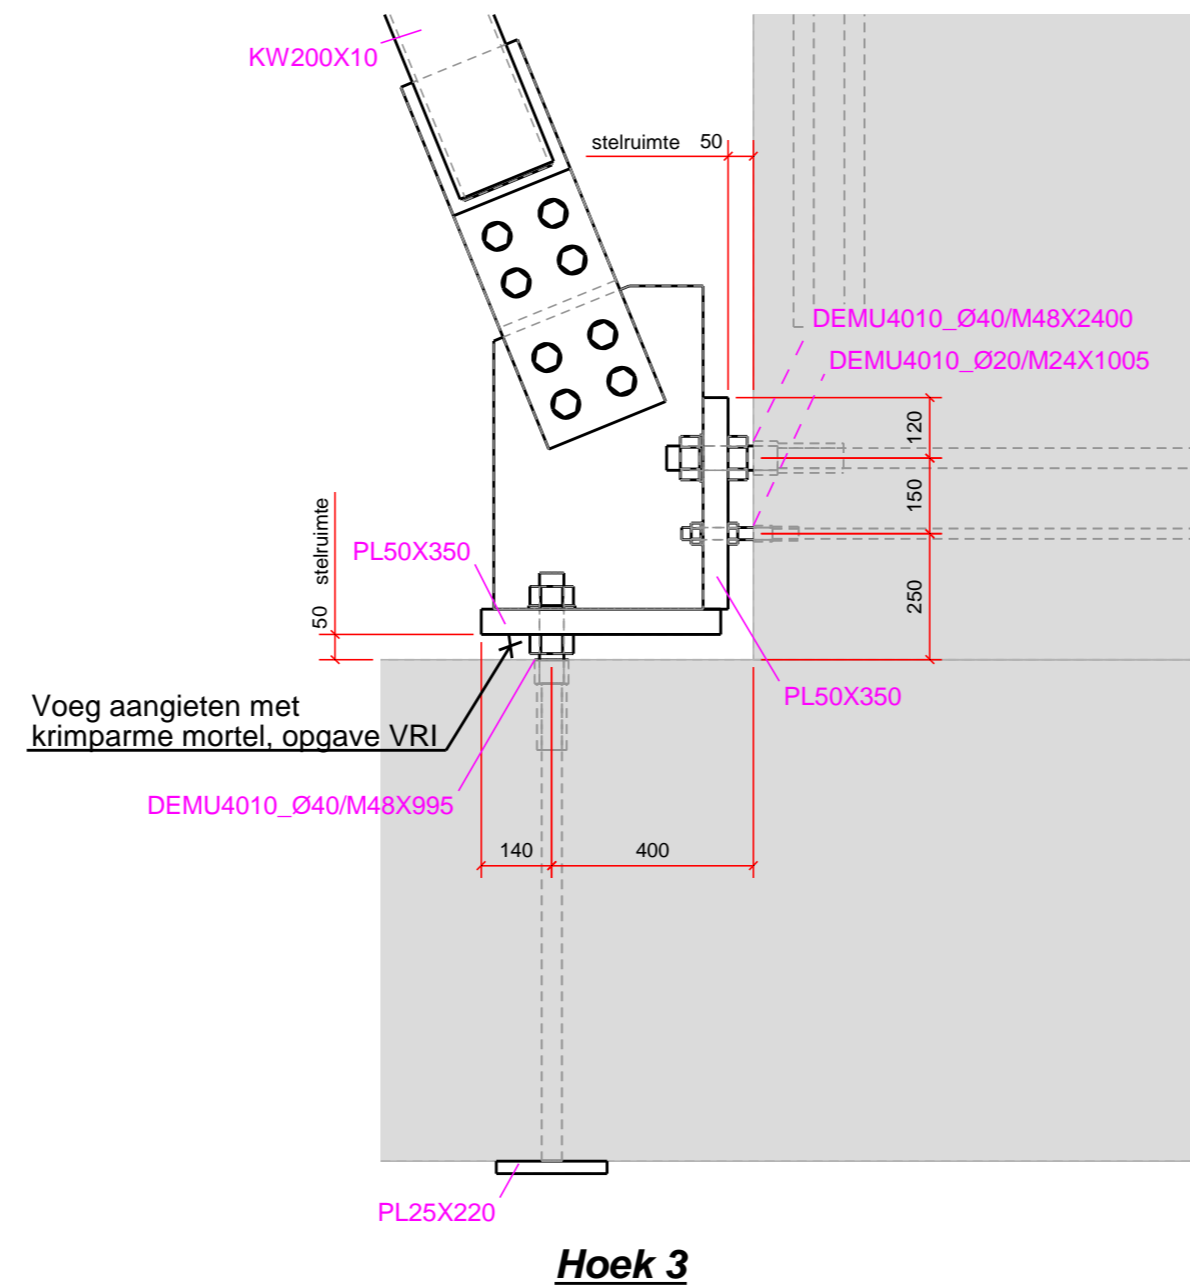 KW200X10
stelruimte 50
DEMU4010_Ø40/M48X2400
DEMU4010_Ø20/M24X1005
120
150
250
50 stelruimte
PL50X350
PL50X350
Voeg aangieten met
krimparme mortel, opgave VRI
DEMU4010_Ø40/M48X995
140
400
PL25X220
Hoek 3